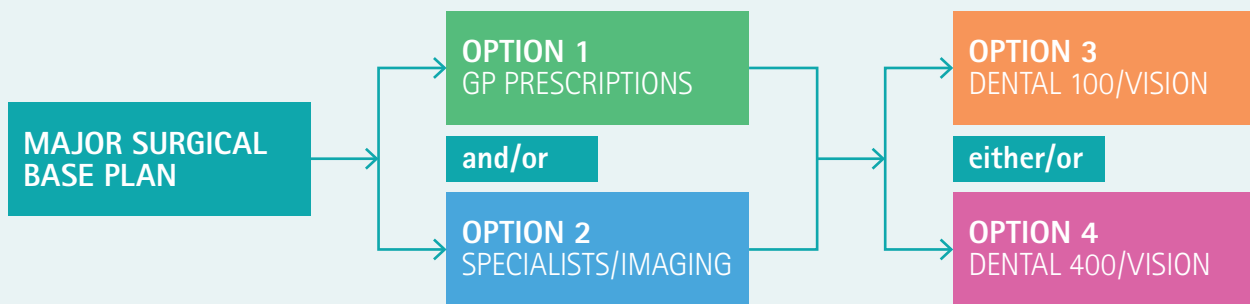 MAJOR SURGICAL
BASE PLAN
OPTION 1
GP PRESCRIPTIONS
and/or
OPTION 2
SPECIALISTS/IMAGING
OPTION 3
DENTAL 100/VISION
either/or
OPTION 4
DENTAL 400/VISION